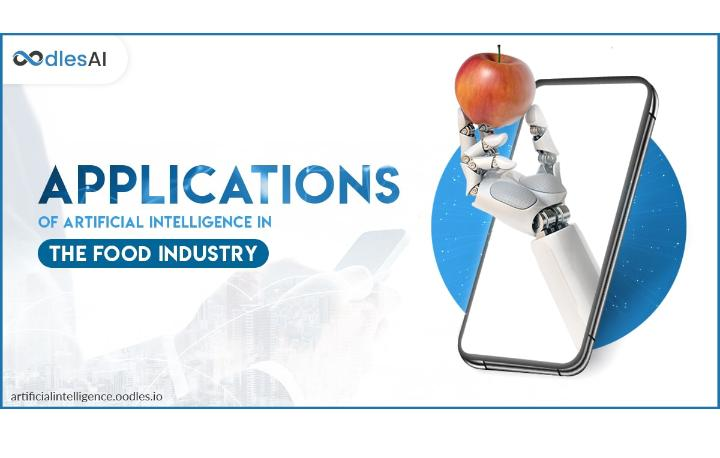 oodlesAI
APPLICATIONS
OF ARTIFICIAL INTELLIGENCE IN
THE FOOD INDUSTRY
artificialintelligence.oodles.io